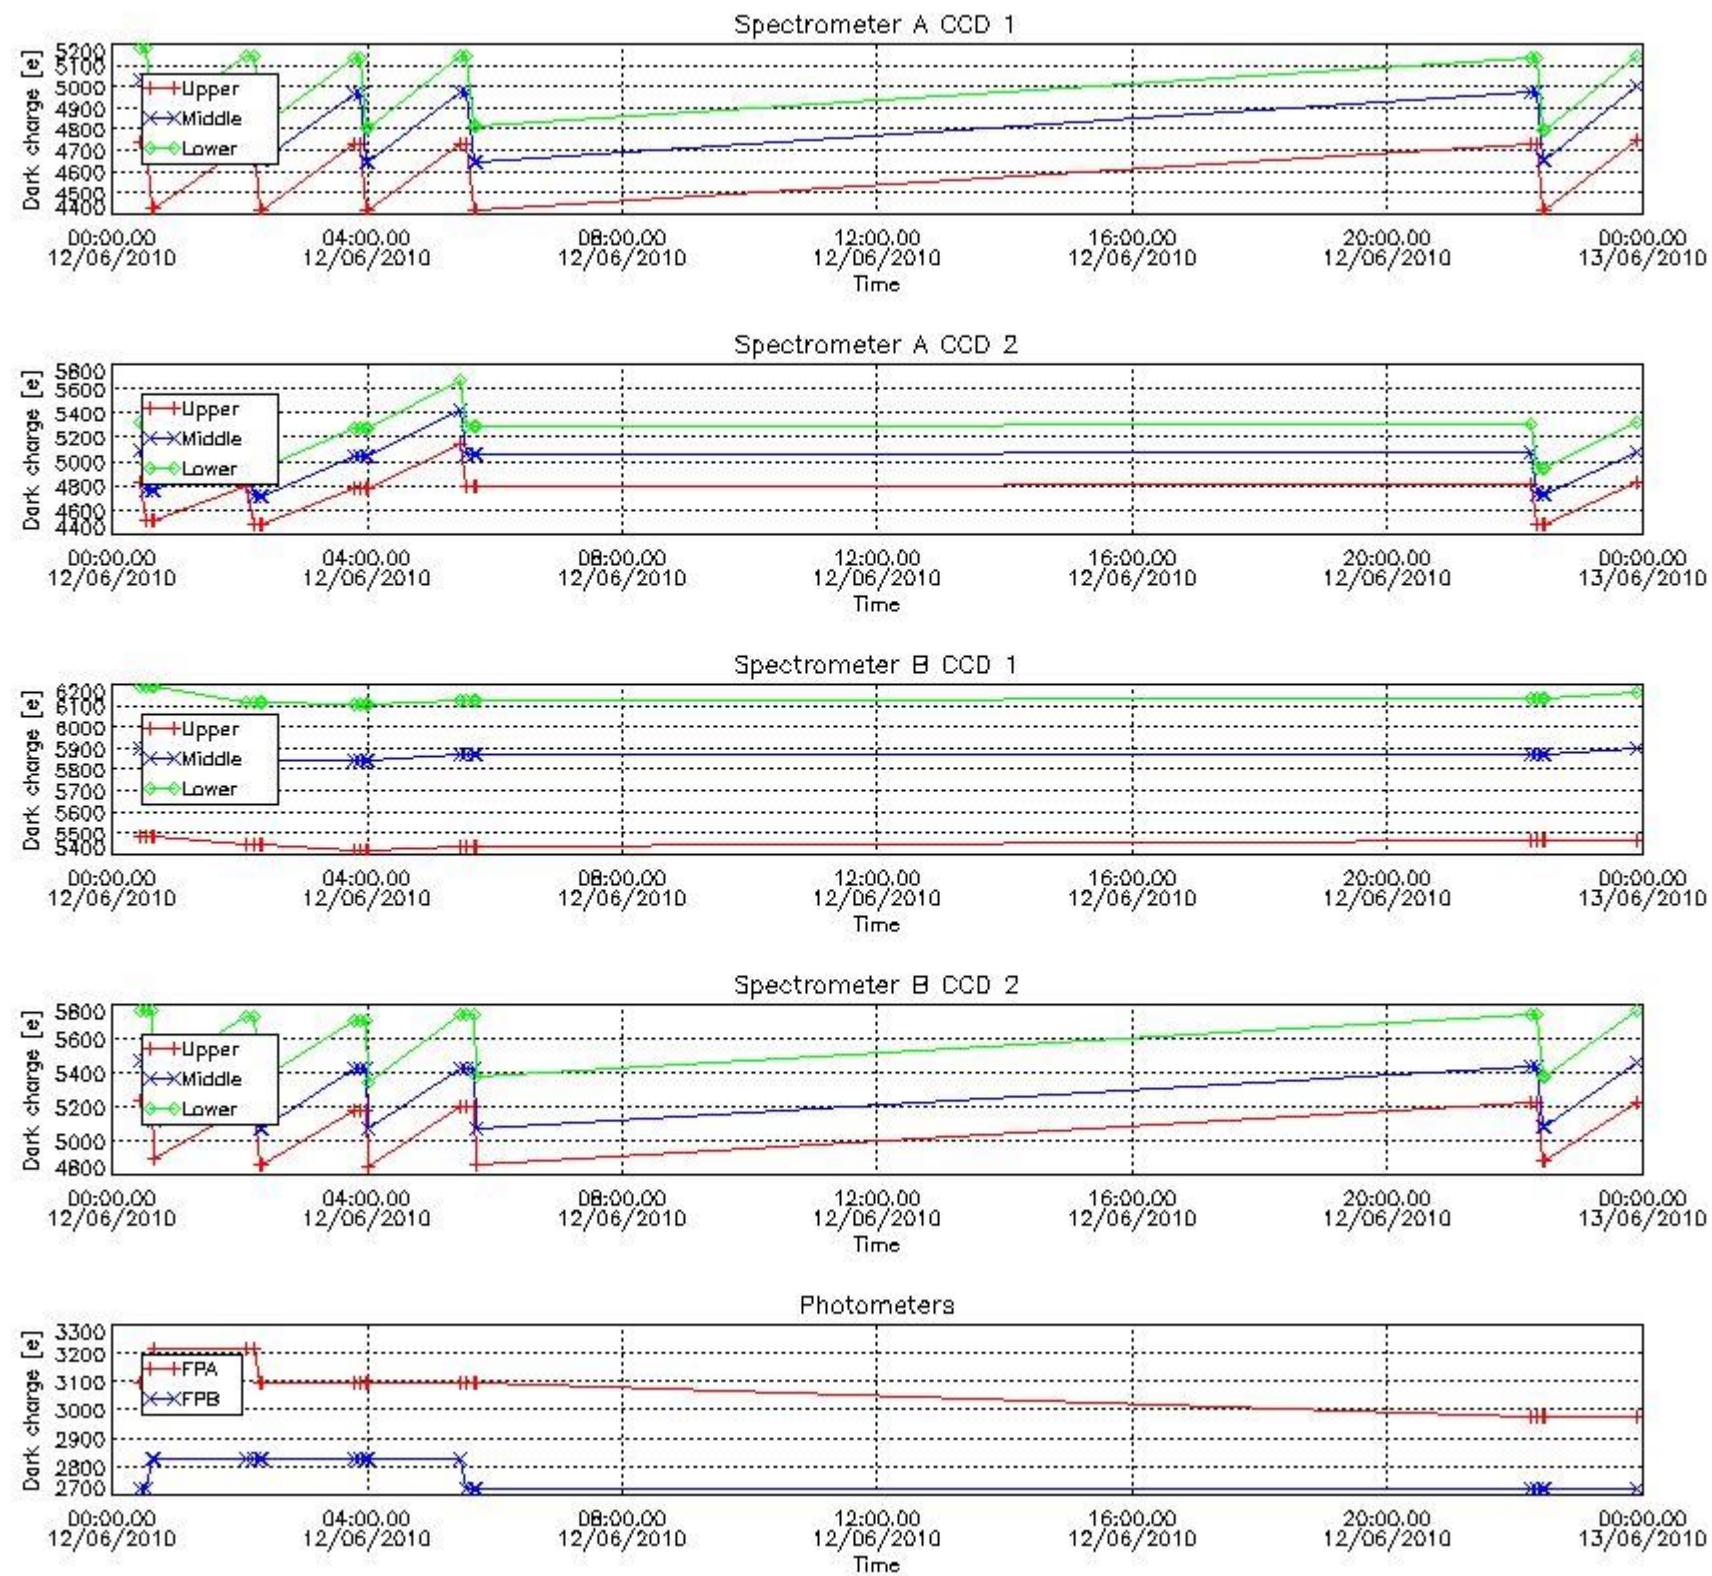 Spectrometer A CCD 1
Dark charge [e]
5200
5100
5000
4900
4800
4700
4600
4500
4400
Upper
Middle
Lower
00:00.00 04:00.00 08:00.00 12:00.00 16:00.00 20:00.00 00:00.00
12/06/2010 12/06/2010 12/06/2010 12/06/2010 12/06/2010 12/06/2010 13/06/2010
Time
Spectrometer A CCD 2
Dark charge [e]
5800
5600
5400
5200
5000
4800
4600
4400
Upper
Middle
Lower
00:00.00 04:00.00 08:00.00 12:00.00 16:00.00 20:00.00 00:00.00
12/06/2010 12/06/2010 12/06/2010 12/06/2010 12/06/2010 12/06/2010 13/06/2010
Time
Spectrometer B CCD 1
Dark charge [e]
6200
6100
6000
5900
5800
5700
5600
5500
5400
Upper
Middle
Lower
00:00.00 04:00.00 08:00.00 12:00.00 16:00.00 20:00.00 00:00.00
12/06/2010 12/06/2010 12/06/2010 12/06/2010 12/06/2010 12/06/2010 13/06/2010
Time
Spectrometer B CCD 2
Dark charge [e]
5800
5600
5400
5200
5000
4800
Upper
Middle
Lower
00:00.00 04:00.00 08:00.00 12:00.00 16:00.00 20:00.00 00:00.00
12/06/2010 12/06/2010 12/06/2010 12/06/2010 12/06/2010 12/06/2010 13/06/2010
Time
Photometers
Dark charge [e]
3300
3200
3100
3000
2900
2800
2700
FPA
FPB
00:00.00 04:00.00 08:00.00 12:00.00 16:00.00 20:00.00 00:00.00
12/06/2010 12/06/2010 12/06/2010 12/06/2010 12/06/2010 12/06/2010 13/06/2010
Time